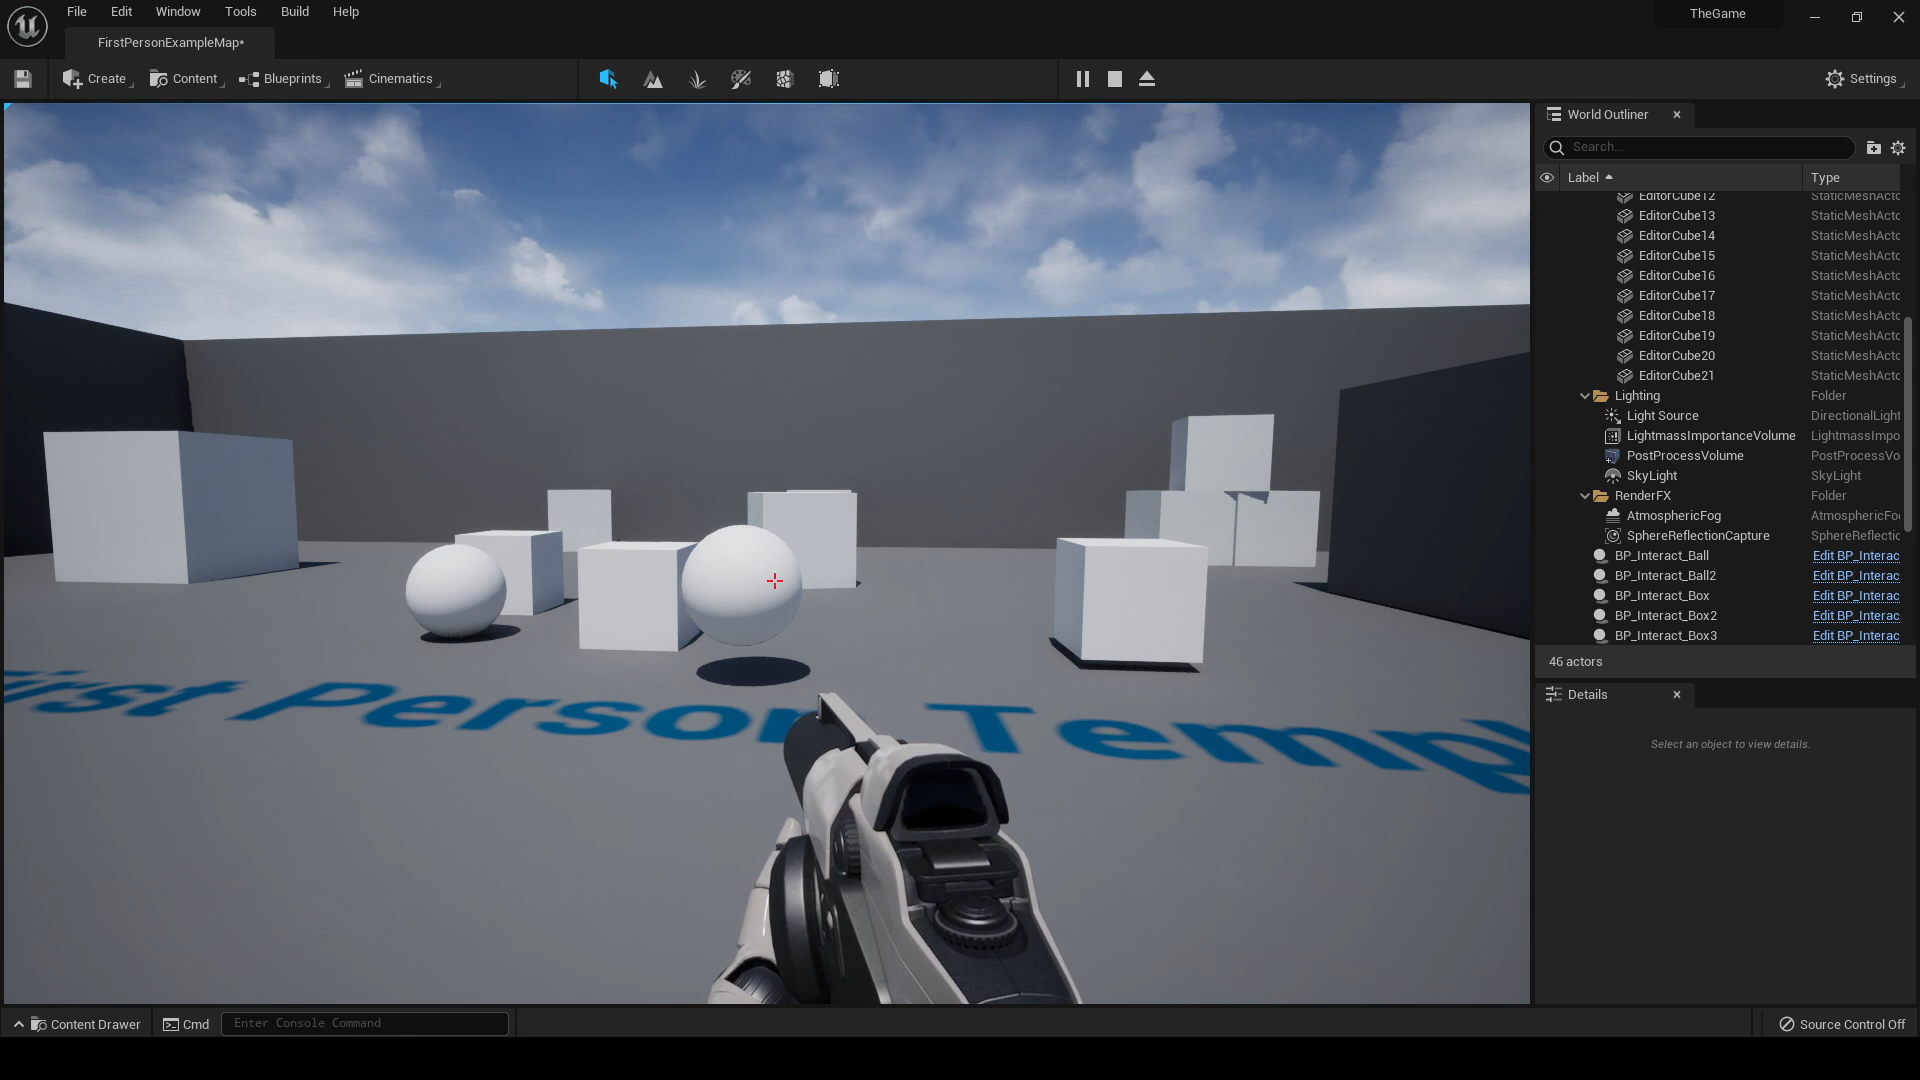 File Edit Window Tools Build Help
TheGame
FirstPersonExampleMap*
Create Content Blueprints Cinematics
Settings
World Outliner
Search...
Label Type
EditorCube12 StaticMeshActo
EditorCube13 StaticMeshActo
EditorCube14 StaticMeshActo
EditorCube15 StaticMeshActo
EditorCube16 StaticMeshActo
EditorCube17 StaticMeshActo
EditorCube18 StaticMeshActo
EditorCube19 StaticMeshActo
EditorCube20 StaticMeshActo
EditorCube21 StaticMeshActo
Lighting Folder
Light Source DirectionalLight
LightmassImportanceVolume LightmassImpo
PostProcessVolume PostProcessVo
SkyLight SkyLight
RenderFX Folder
AtmosphericFog AtmosphericFo
SphereReflectionCapture SphereReflectic
BP_Interact_Ball Edit BP_Interac
BP_Interact_Ball2 Edit BP_Interac
BP_Interact_Box Edit BP_Interac
BP_Interact_Box2 Edit BP_Interac
BP_Interact_Box3 Edit BP_Interac
46 actors
Details
Select an object to view details.
First Person Templ
Content Drawer Cmd Enter Console Command
Source Control Off